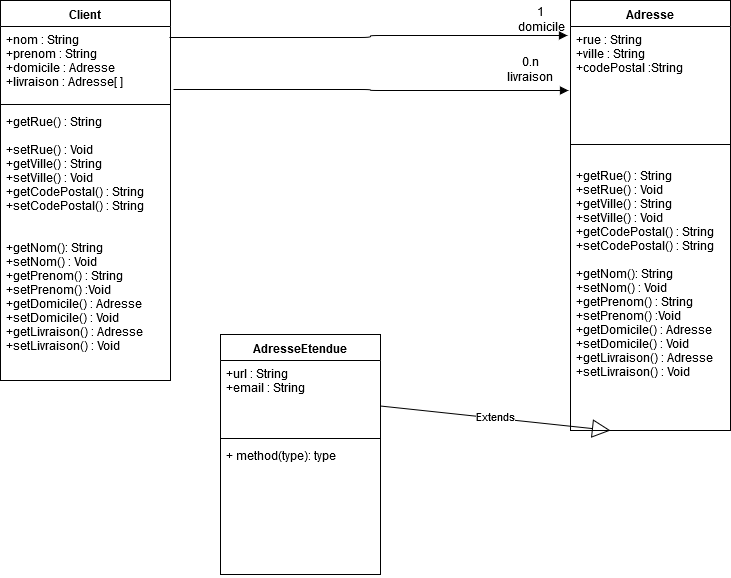 Client
+nom : String
+prenom : String
+domicile : Adresse
+livraison : Adresse[ ]
+getRue() : String
+setRue() : Void
+getVille() : String
+setVille() : Void
+getCodePostal() : String
+setCodePostal() : String
+getNom(): String
+setNom() : Void
+getPrenom() : String
+setPrenom() :Void
+getDomicile() : Adresse
+setDomicile() : Void
+getLivraison() : Adresse
+setLivraison() : Void
1
domicile
0.n
livraison
Adresse
+rue : String
+ville : String
+codePostal :String
+getRue() : String
+setRue() : Void
+getVille() : String
+setVille() : Void
+getCodePostal() : String
+setCodePostal() : String
+getNom(): String
+setNom() : Void
+getPrenom() : String
+setPrenom() :Void
+getDomicile() : Adresse
+setDomicile() : Void
+getLivraison() : Adresse
+setLivraison() : Void
AdresseEtendue
+url : String
+email : String
+ method(type): type
Extends